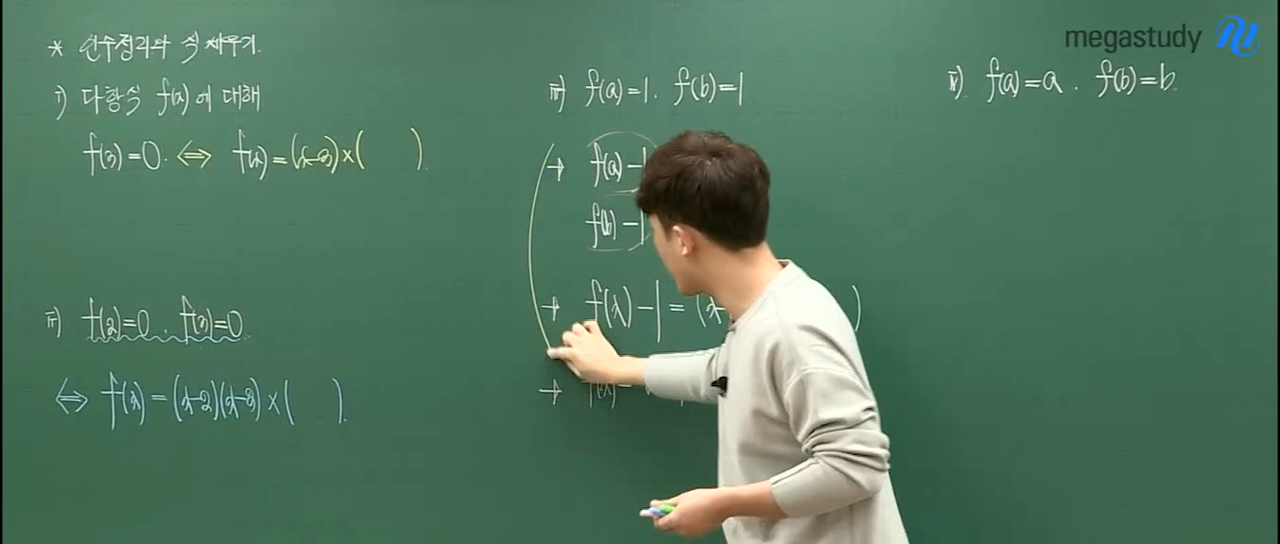 megastudy
* 인수정리와 식 채우기.
i) 다항식 f(x)에 대해
f(3)=0. ⇔ f(x)=(x-3)×(    ).
ii) f(2)=0. f(3)=0
⇔ f(x)=(x-2)(x-3)×(    ).
iii) f(a)=1. f(b)=1
→ f(a)-1
f(b)-1
→ f(x)-1=(x-    )
→ f(x)-
iv) f(a)=a. f(b)=b.